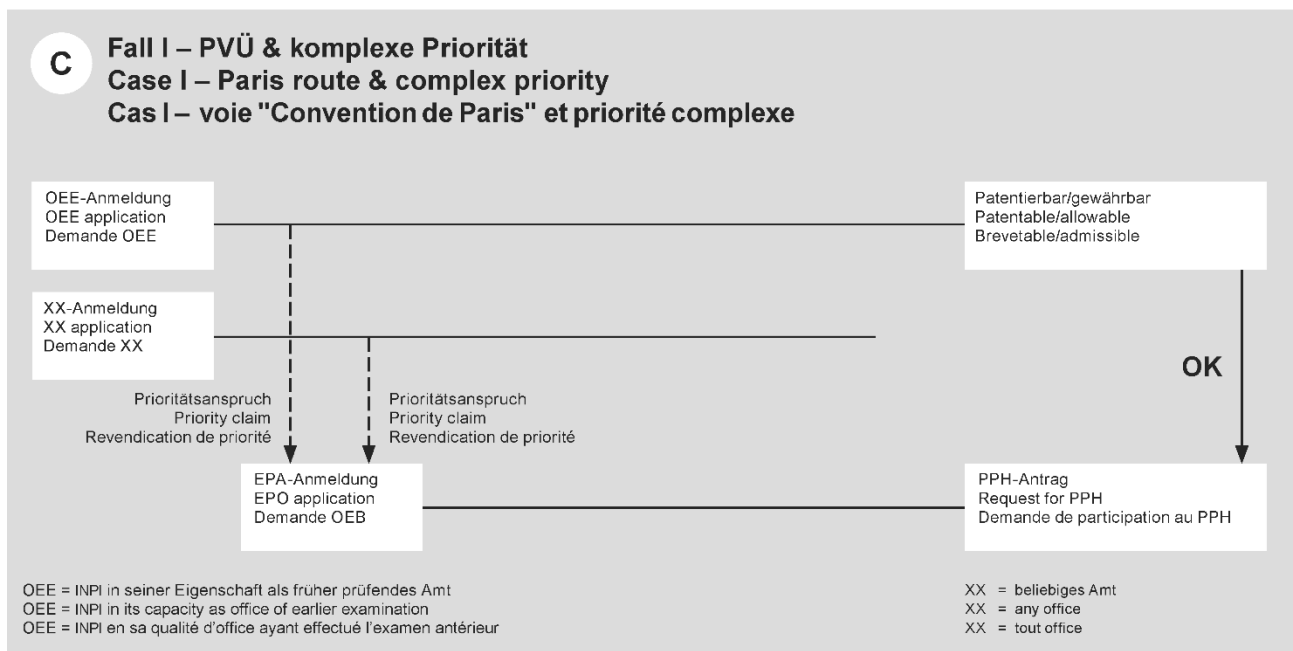 C
Fall I – PVÜ & komplexe Priorität
Case I – Paris route & complex priority
Cas I – voie "Convention de Paris" et priorité complexe
OEE-Anmeldung
OEE application
Demande OEE
Patentierbar/gewährbar
Patentable/allowable
Brevetable/admissible
XX-Anmeldung
XX application
Demande XX
OK
Prioritätsanspruch
Priority claim
Revendication de priorité
Prioritätsanspruch
Priority claim
Revendication de priorité
EPA-Anmeldung
EPO application
Demande OEB
PPH-Antrag
Request for PPH
Demande de participation au PPH
OEE = INPI in seiner Eigenschaft als früher prüfendes Amt
OEE = INPI in its capacity as office of earlier examination
OEE = INPI en sa qualité d'office ayant effectué l'examen antérieur
XX = beliebiges Amt
XX = any office
XX = tout office